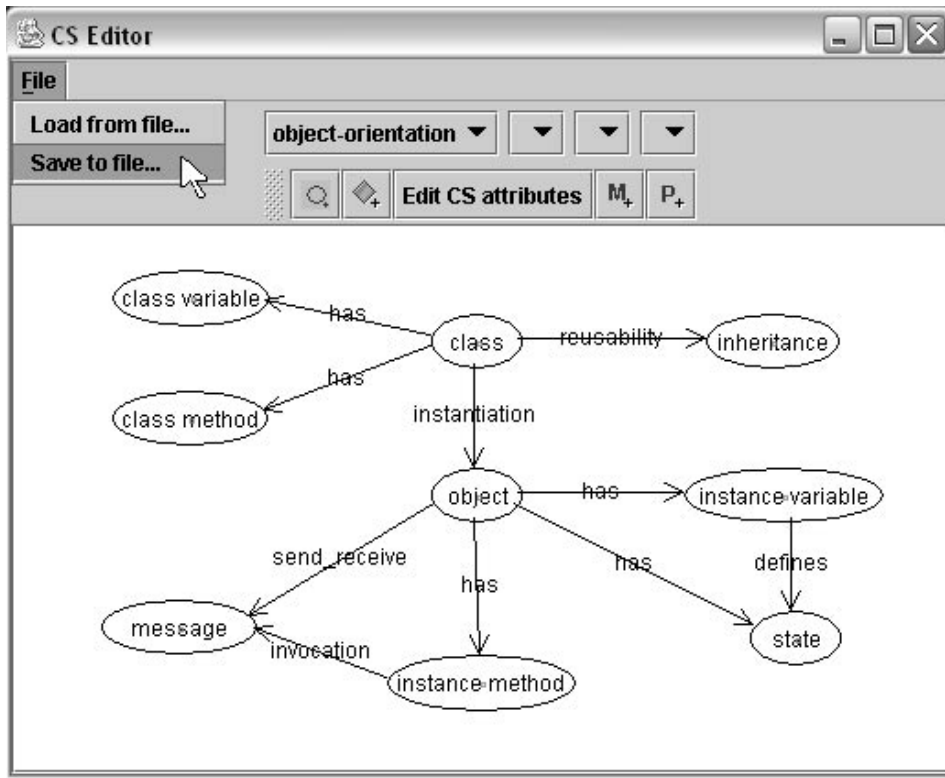 CS Editor
File
Load from file...
Save to file...
object-orientation
Edit CS attributes
M+
P+
class variable
has
class
reusability
inheritance
has
class method
instantiation
object
has
instance variable
send_receive
has
has
defines
message
invocation
state
instance method